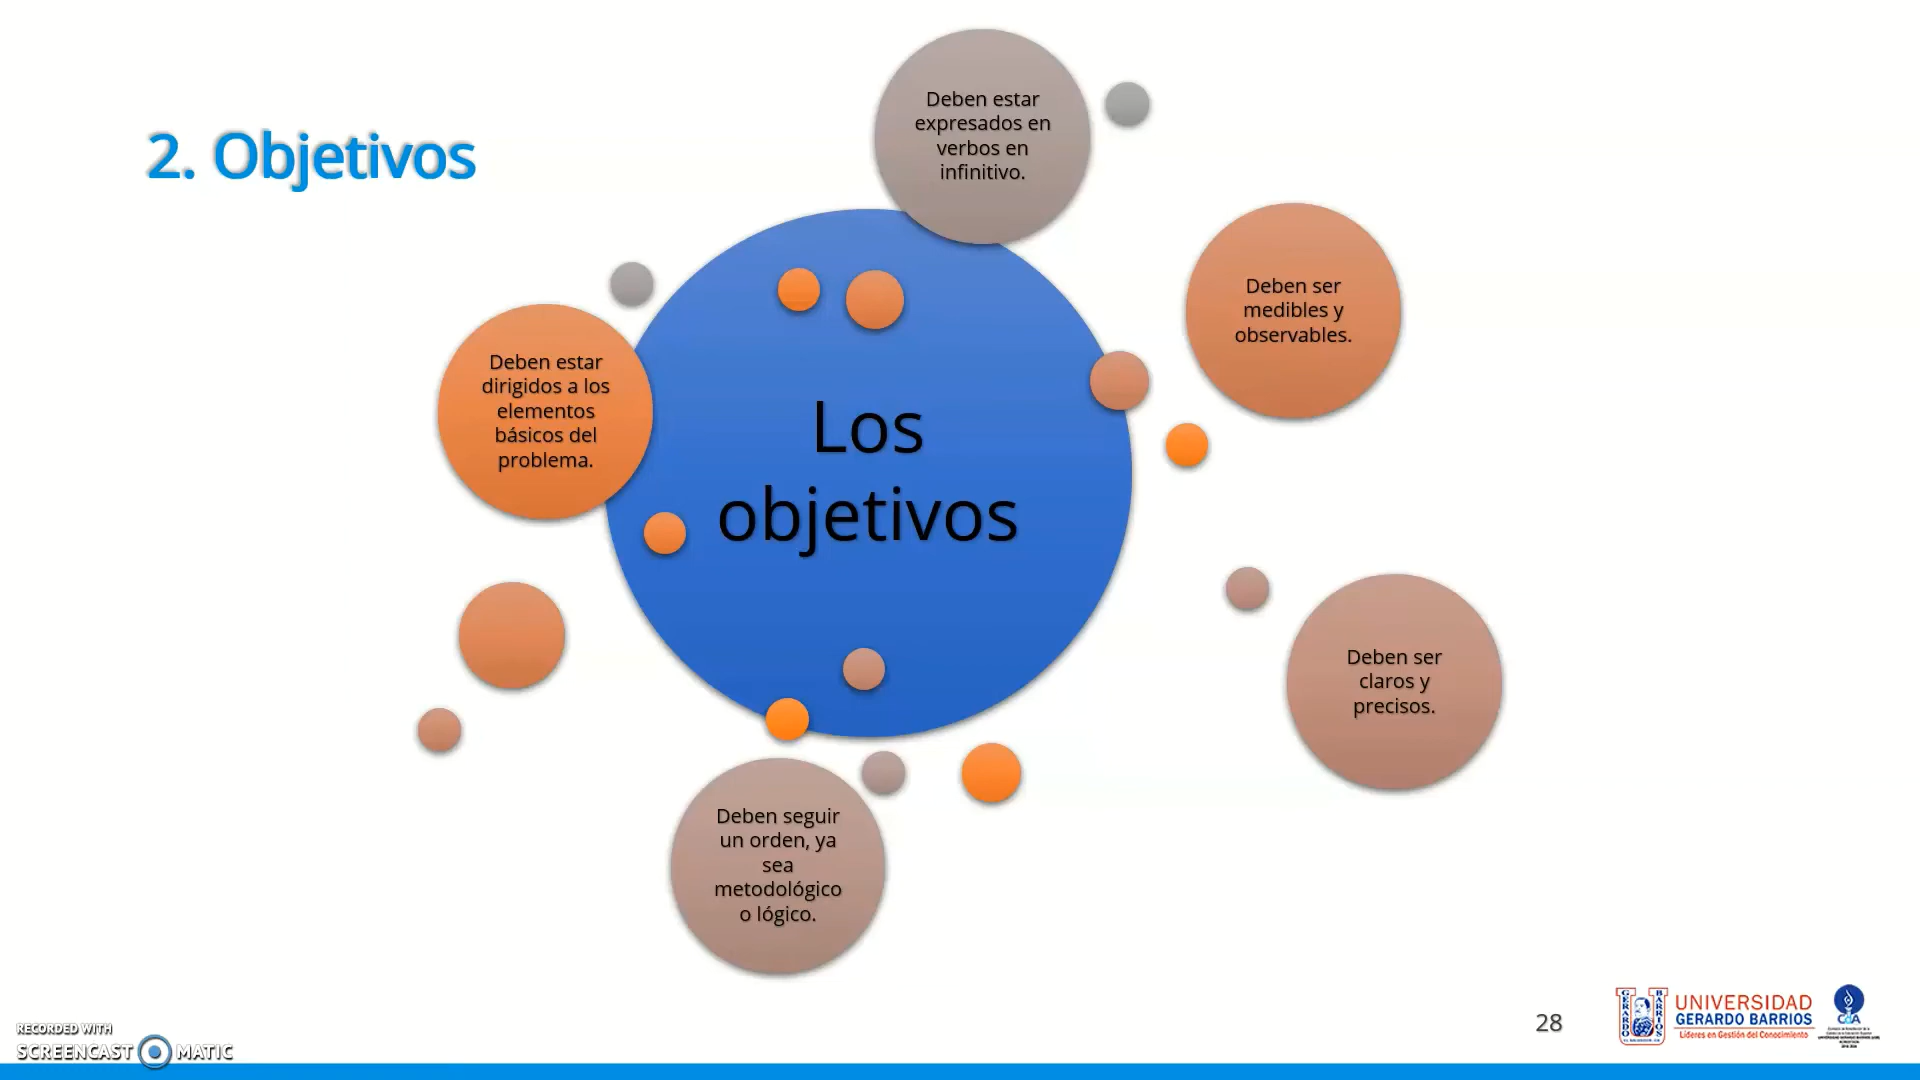 2. Objetivos
Deben estar
expresados en
verbos en
infinitivo.
Deben ser
medibles y
observables.
Deben estar
dirigidos a los
elementos
básicos del
problema.
Los
objetivos
Deben ser
claros y
precisos.
Deben seguir
un orden, ya
sea
metodológico
o lógico.
28
GERARDO
BARRIOS
UNIVERSIDAD
GERARDO BARRIOS
Líderes en Gestión del Conocimiento
RECORDED WITH
SCREENCAST MATIC